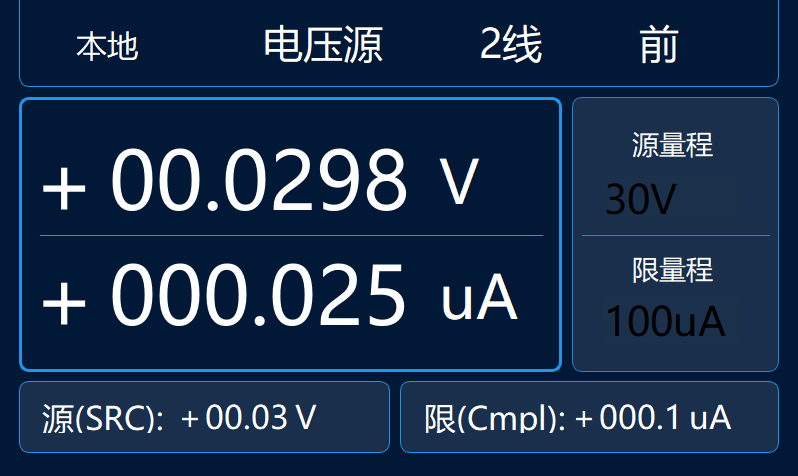 本地 电压源 2线 前
+ 00.0298 V
源量程
30V
+ 000.025 uA
限量程
100uA
源(SRC): +00.03 V
限(Cmpl): +000.1 uA